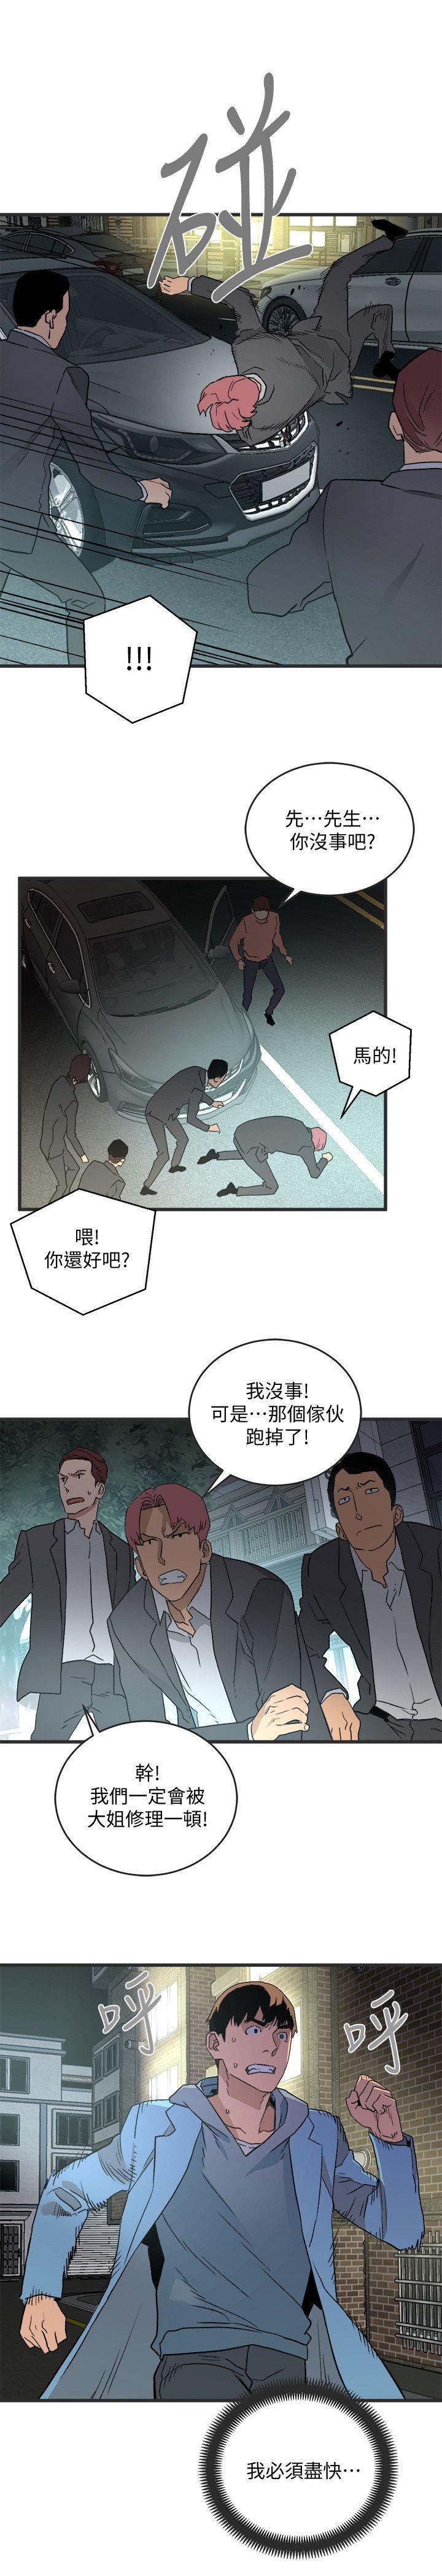 碰
!!!
先⋯先生⋯
你沒事吧?
馬的!
喂!
你還好吧?
我沒事!
可是⋯那個傢伙
跑掉了!
幹!
我們一定會被
大姐修理一頓!
呼
呼
我必須盡快⋯